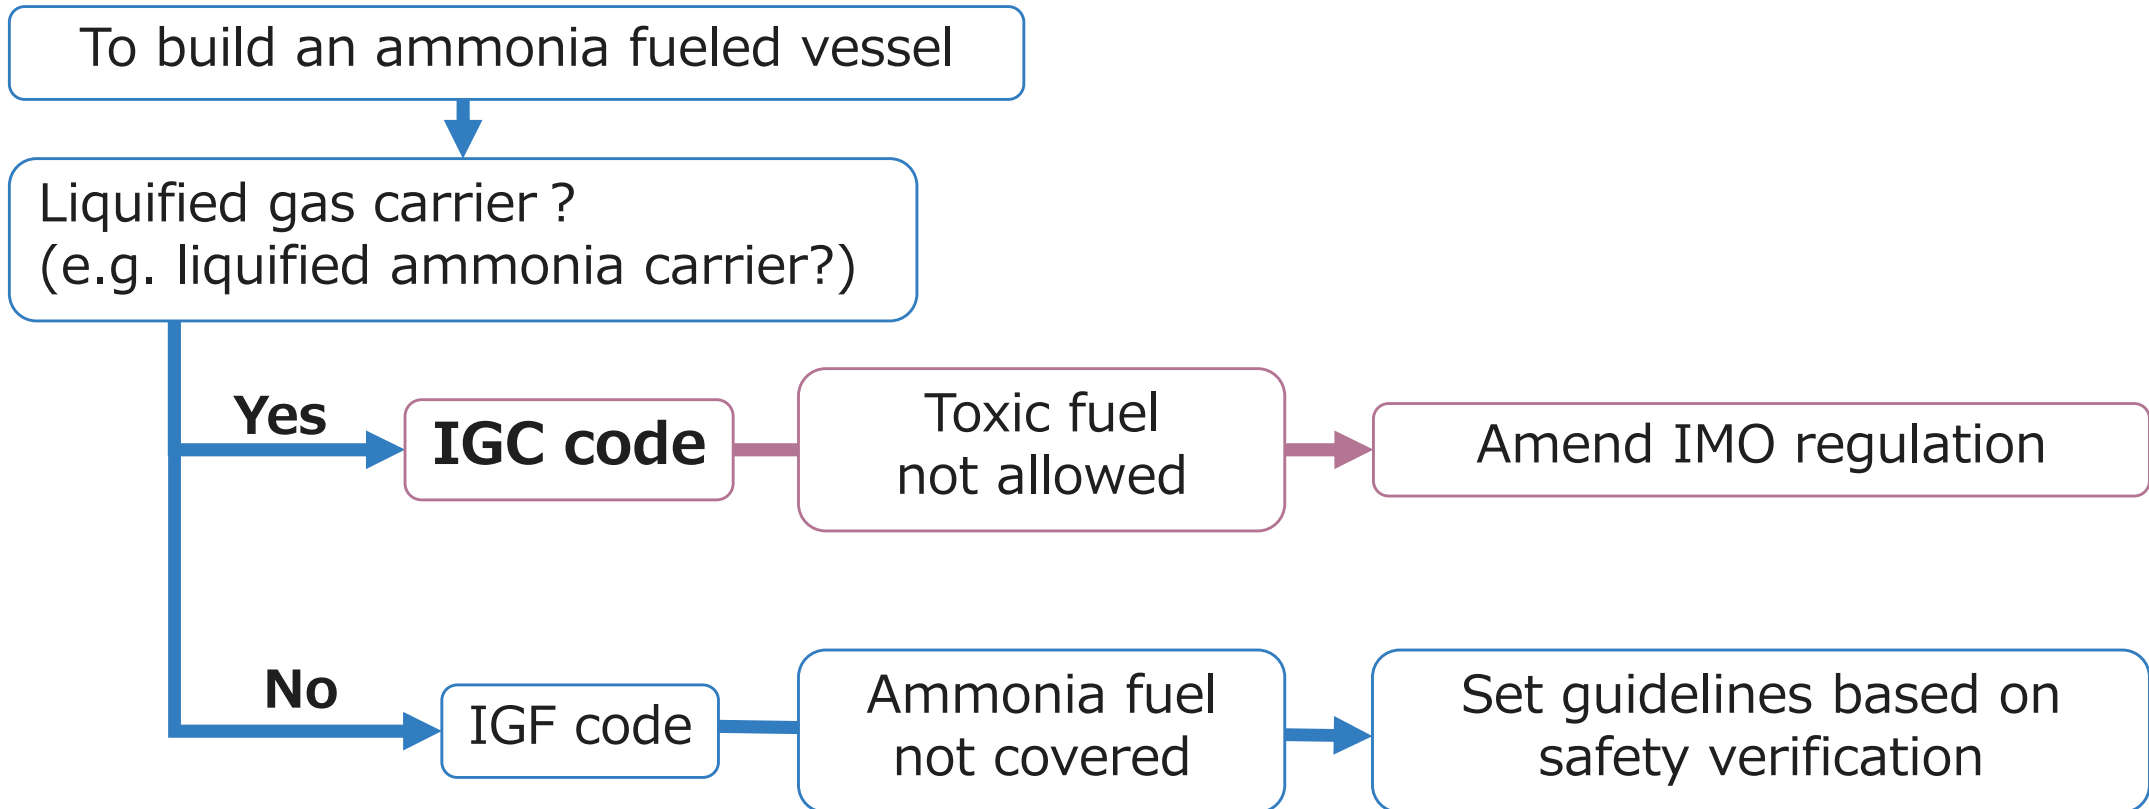 To build an ammonia fueled vessel
Liquified gas carrier ?
(e.g. liquified ammonia carrier?)
Yes
IGC code
Toxic fuel
not allowed
Amend IMO regulation
No
IGF code
Ammonia fuel
not covered
Set guidelines based on
safety verification